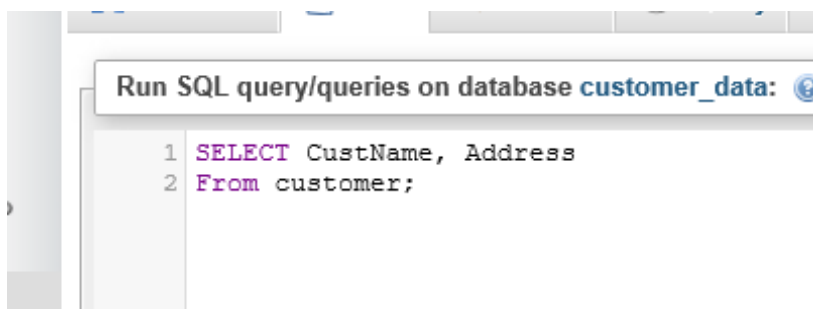 Run SQL query/queries on database customer_data:
1 SELECT CustName, Address
2 From customer;